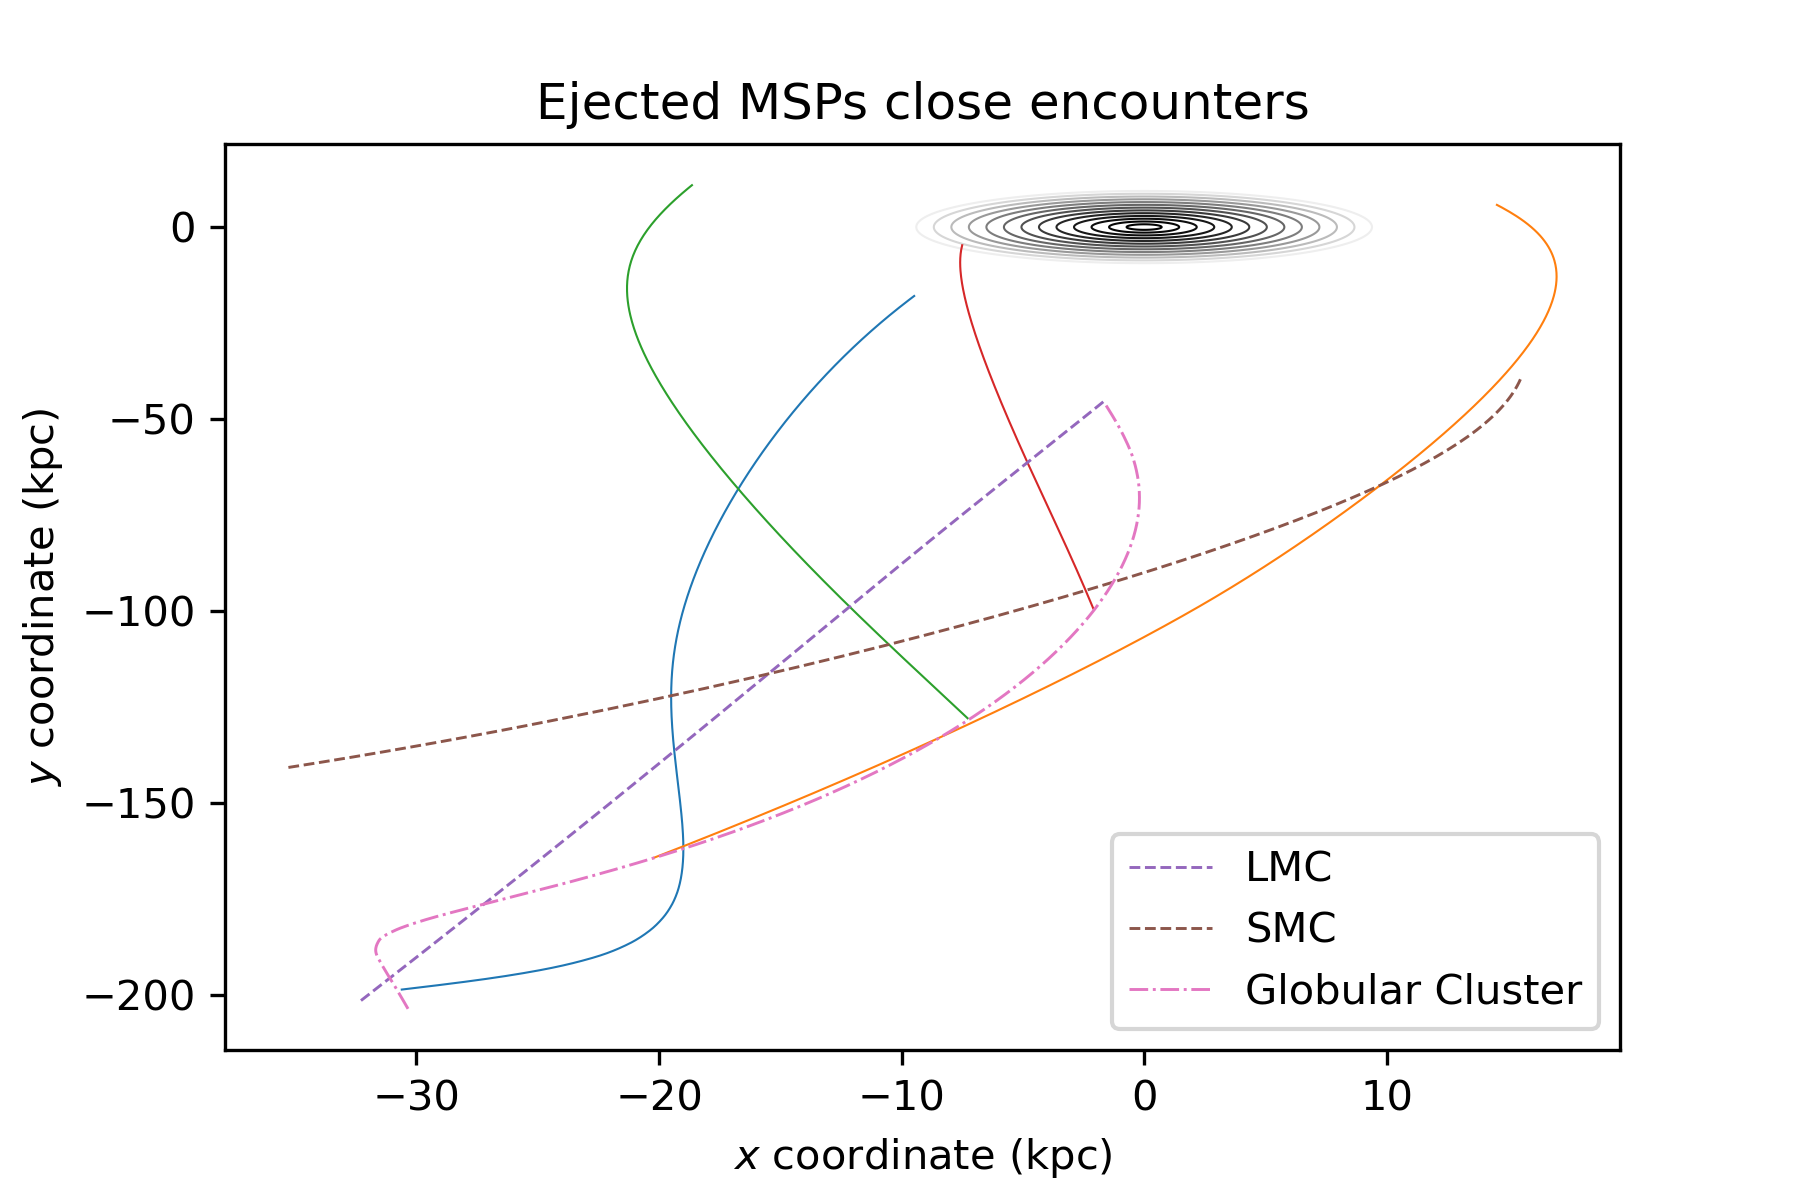 Ejected MSPs close encounters
y coordinate (kpc)
0
−50
−100
−150
−200
LMC
SMC
Globular Cluster
−30
−20
−10
0
10
x coordinate (kpc)